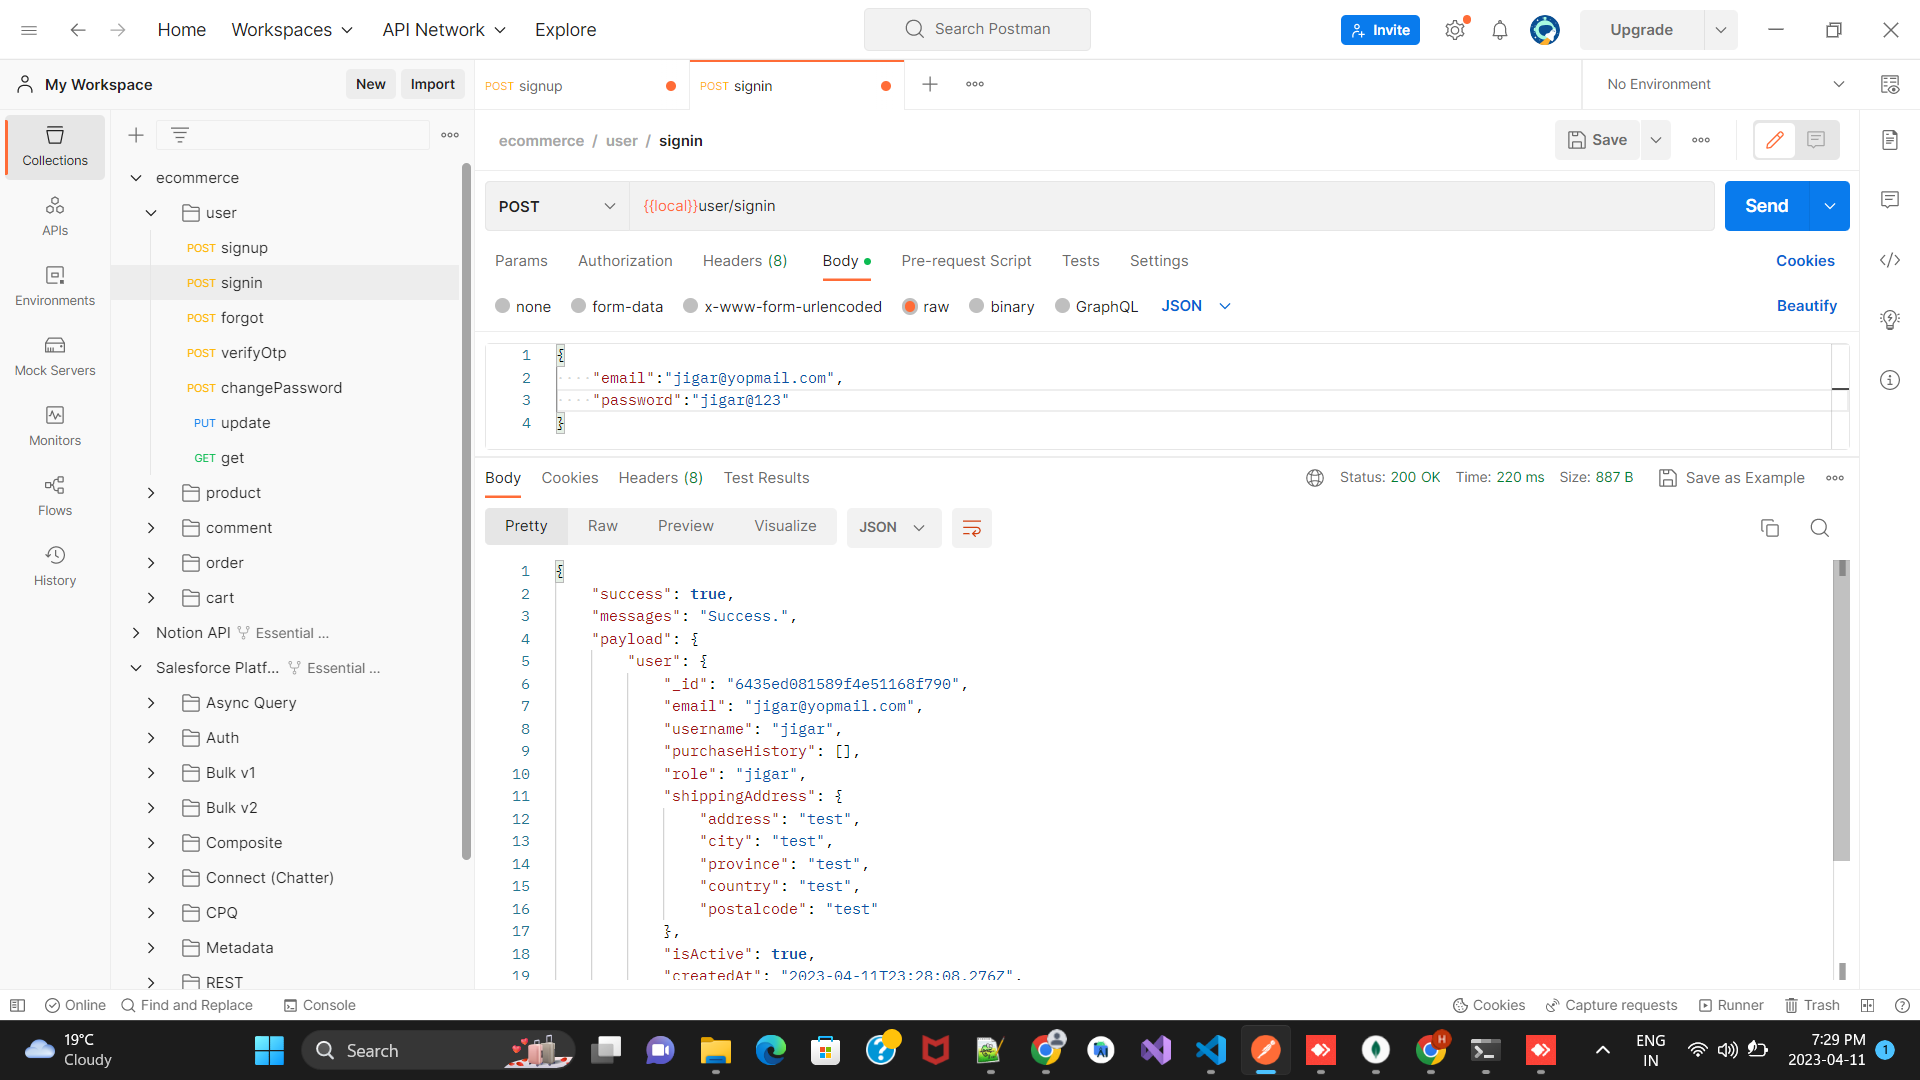 Home
Workspaces
API Network
Explore
Search Postman
Invite
Upgrade
My Workspace
New
Import
POST signup
POST signin
No Environment
Collections
APIs
Environments
Mock Servers
Monitors
Flows
History
ecommerce
user
POST signup
POST signin
POST forgot
POST verifyOtp
POST changePassword
PUT update
GET get
product
comment
order
cart
Notion API Essential ...
Salesforce Platf... Essential ...
Async Query
Auth
Bulk v1
Bulk v2
Composite
Connect (Chatter)
CPQ
Metadata
REST
ecommerce / user / signin
Save
POST
{{local}}user/signin
Send
Params
Authorization
Headers (8)
Body
Pre-request Script
Tests
Settings
Cookies
none
form-data
x-www-form-urlencoded
raw
binary
GraphQL
JSON
Beautify
1 {
2 "email":"jigar@yopmail.com",
3 "password":"jigar@123"
4 }
Body
Cookies
Headers (8)
Test Results
Status: 200 OK
Time: 220 ms
Size: 887 B
Save as Example
Pretty
Raw
Preview
Visualize
JSON
1 {
2 "success": true,
3 "messages": "Success.",
4 "payload": {
5 "user": {
6 "_id": "6435ed081589f4e51168f790",
7 "email": "jigar@yopmail.com",
8 "username": "jigar",
9 "purchaseHistory": [],
10 "role": "jigar",
11 "shippingAddress": {
12 "address": "test",
13 "city": "test",
14 "province": "test",
15 "country": "test",
16 "postalcode": "test"
17 },
18 "isActive": true,
19 "createdAt": "2023-04-11T23:28:08.276Z",
Online
Find and Replace
Console
Cookies
Capture requests
Runner
Trash
19°C
Cloudy
Search
H
ENG
IN
7:29 PM
2023-04-11
1